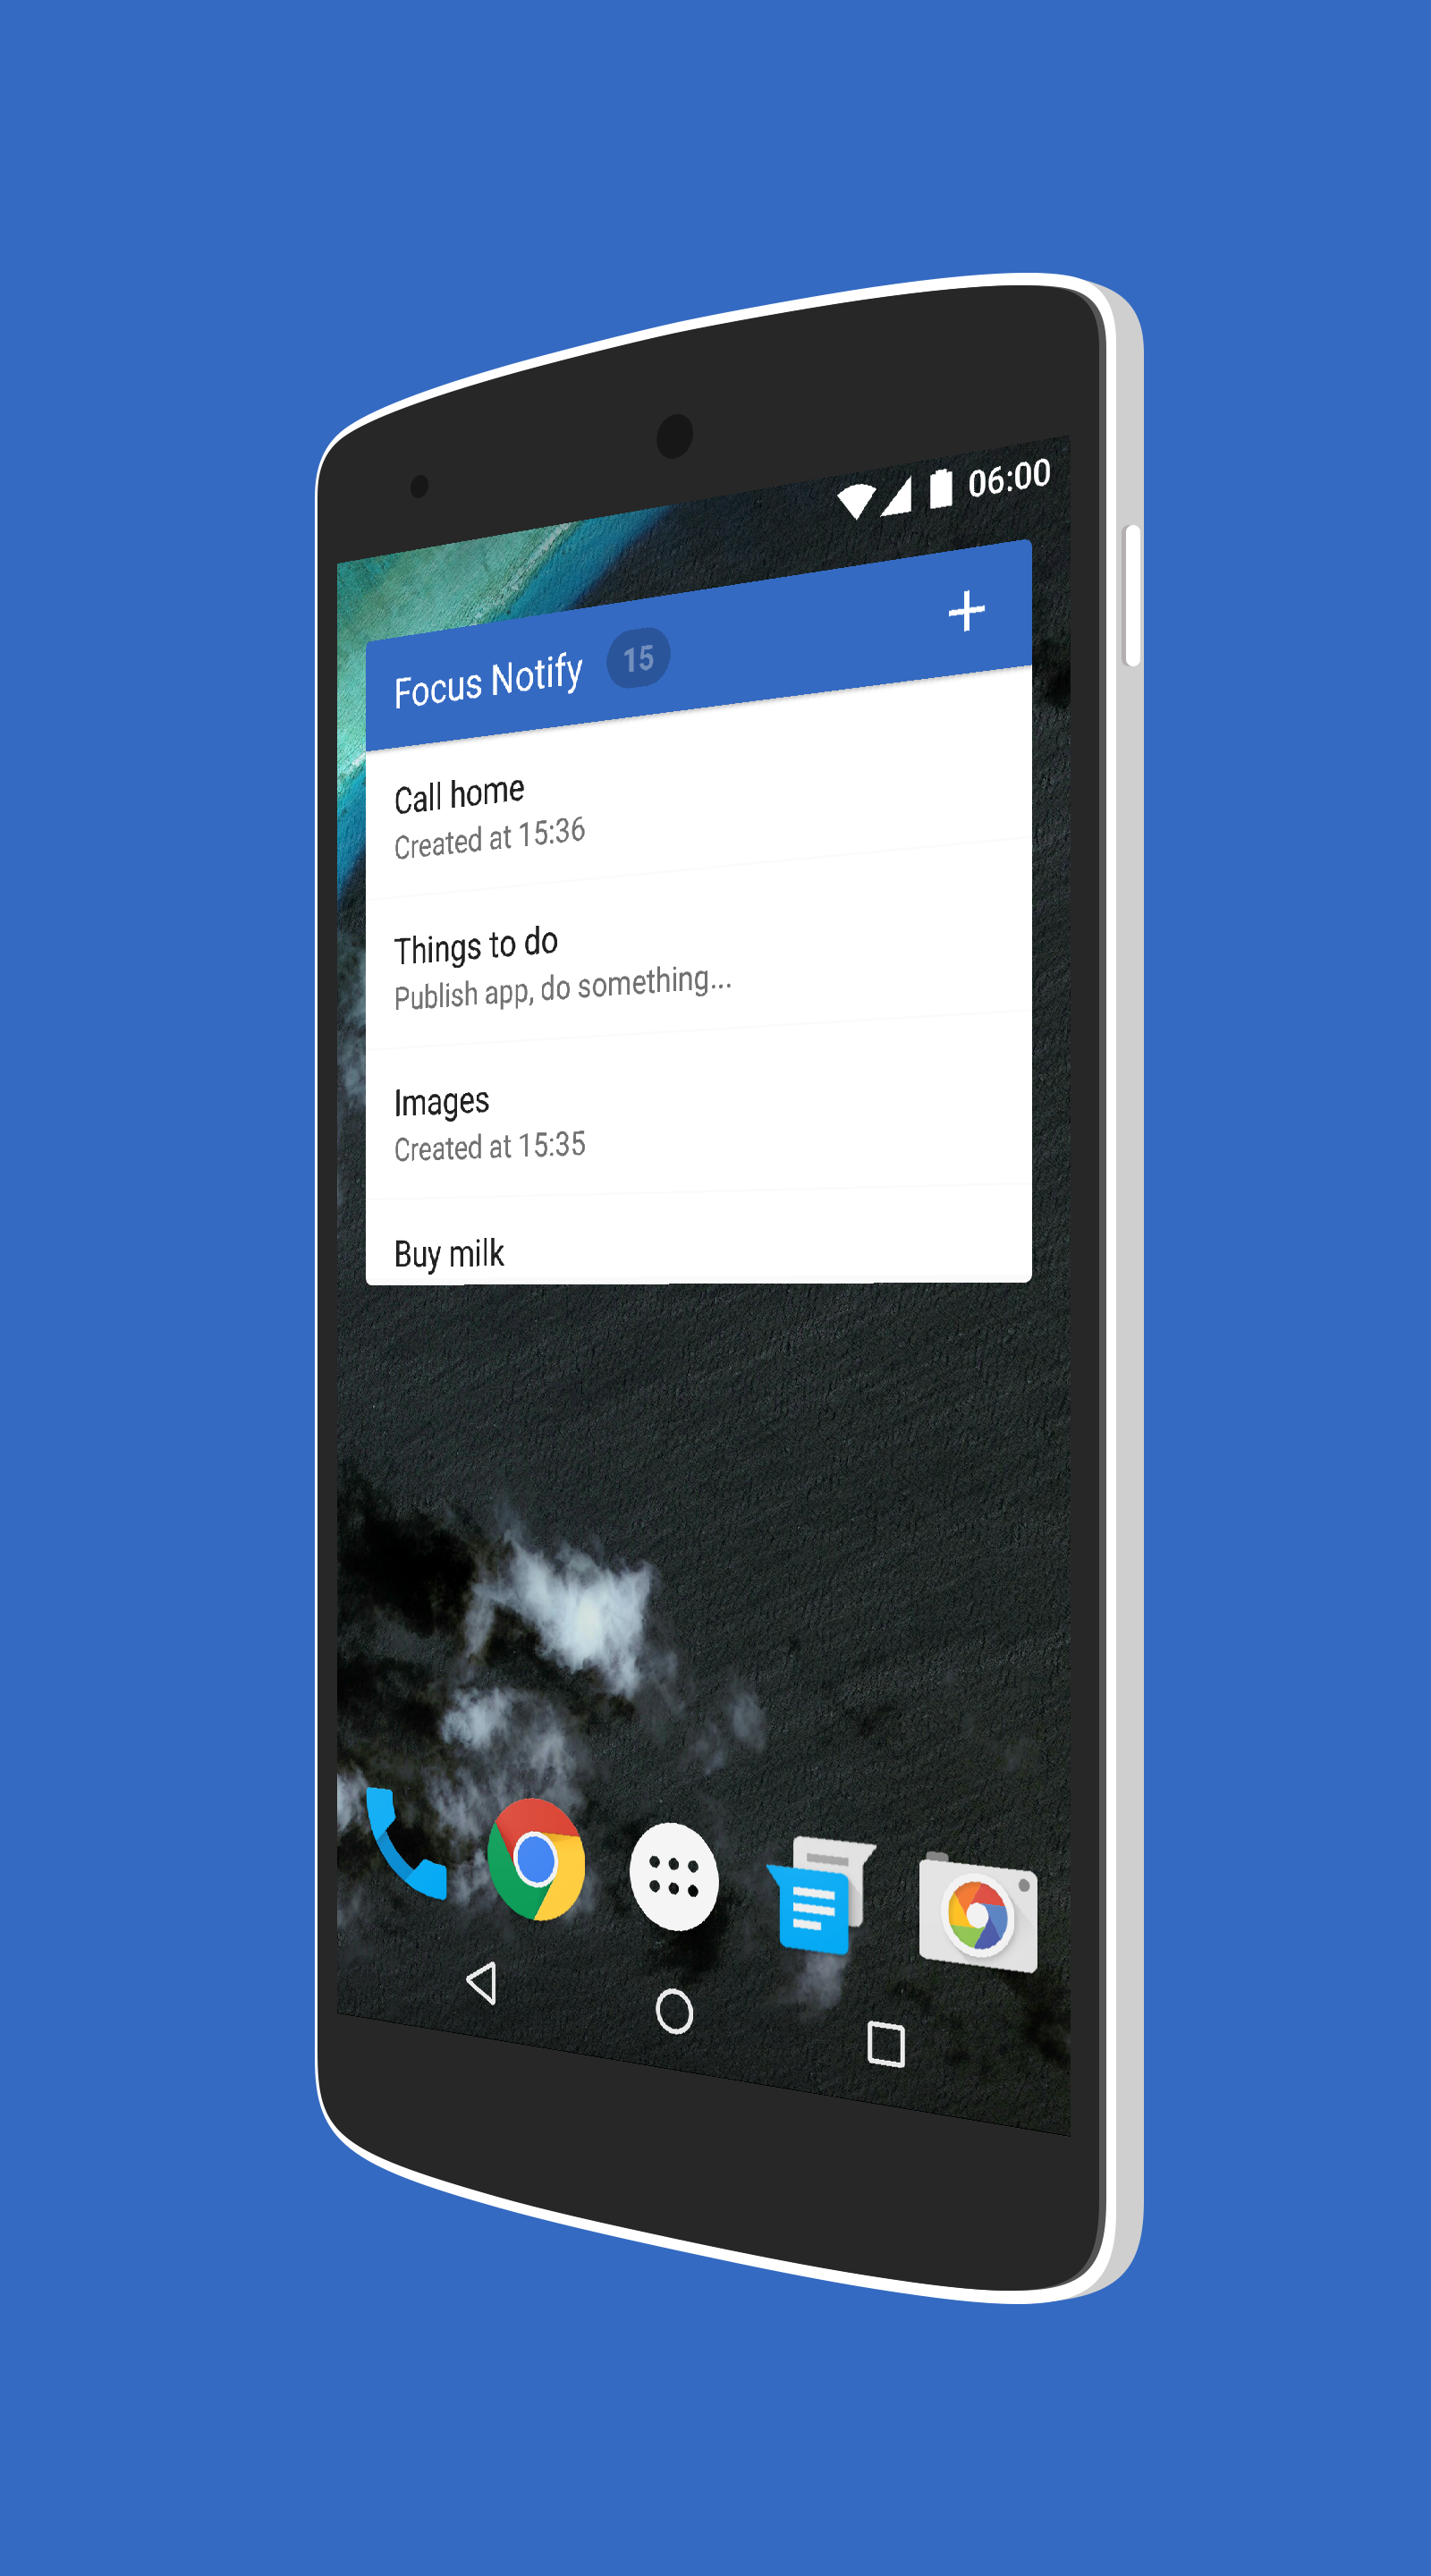 06:00
Focus Notify 15
Call home
Created at 15:36
Things to do
Publish app, do something...
Images
Created at 15:35
Buy milk